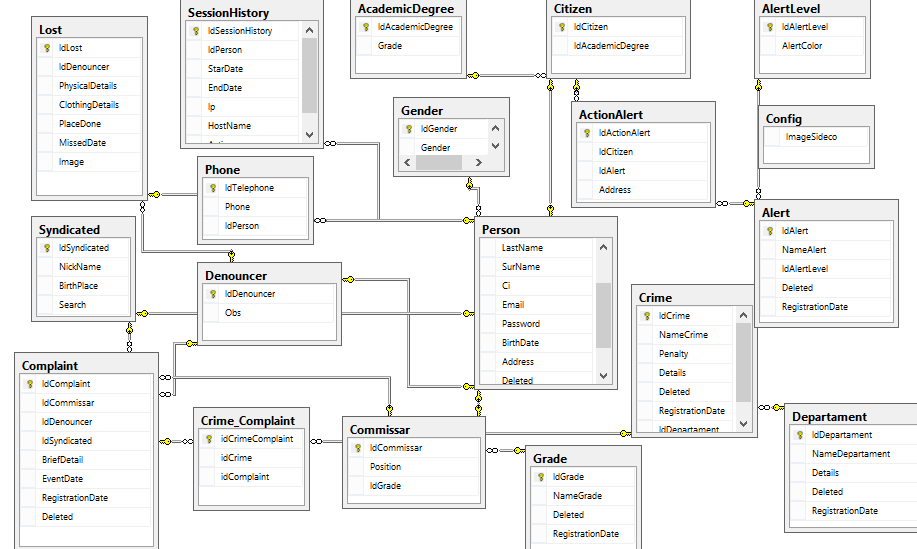 Lost
IdLost
IdDenouncer
PhysicalDetails
ClothingDetails
PlaceDone
MissedDate
Image
SessionHistory
IdSessionHistory
IdPerson
StarDate
EndDate
Ip
HostName
AcademicDegree
IdAcademicDegree
Grade
Citizen
IdCitizen
IdAcademicDegree
AlertLevel
IdAlertLevel
AlertColor
Gender
IdGender
Gender
ActionAlert
IdActionAlert
IdCitizen
IdAlert
Address
Config
ImageSideco
Phone
IdTelephone
Phone
IdPerson
Syndicated
IdSyndicated
NickName
BirthPlace
Search
Denouncer
IdDenouncer
Obs
Person
LastName
SurName
Ci
Email
Password
BirthDate
Address
Deleted
Alert
IdAlert
NameAlert
IdAlertLevel
Deleted
RegistrationDate
Crime
IdCrime
NameCrime
Penalty
Details
Deleted
RegistrationDate
IdDepartament
Complaint
IdComplaint
IdCommissar
IdDenouncer
IdSyndicated
BriefDetail
EventDate
RegistrationDate
Deleted
Crime_Complaint
idCrimeComplaint
idCrime
idComplaint
Commissar
IdCommissar
Position
IdGrade
Grade
IdGrade
NameGrade
Deleted
RegistrationDate
Departament
IdDepartament
NameDepartament
Details
Deleted
RegistrationDate